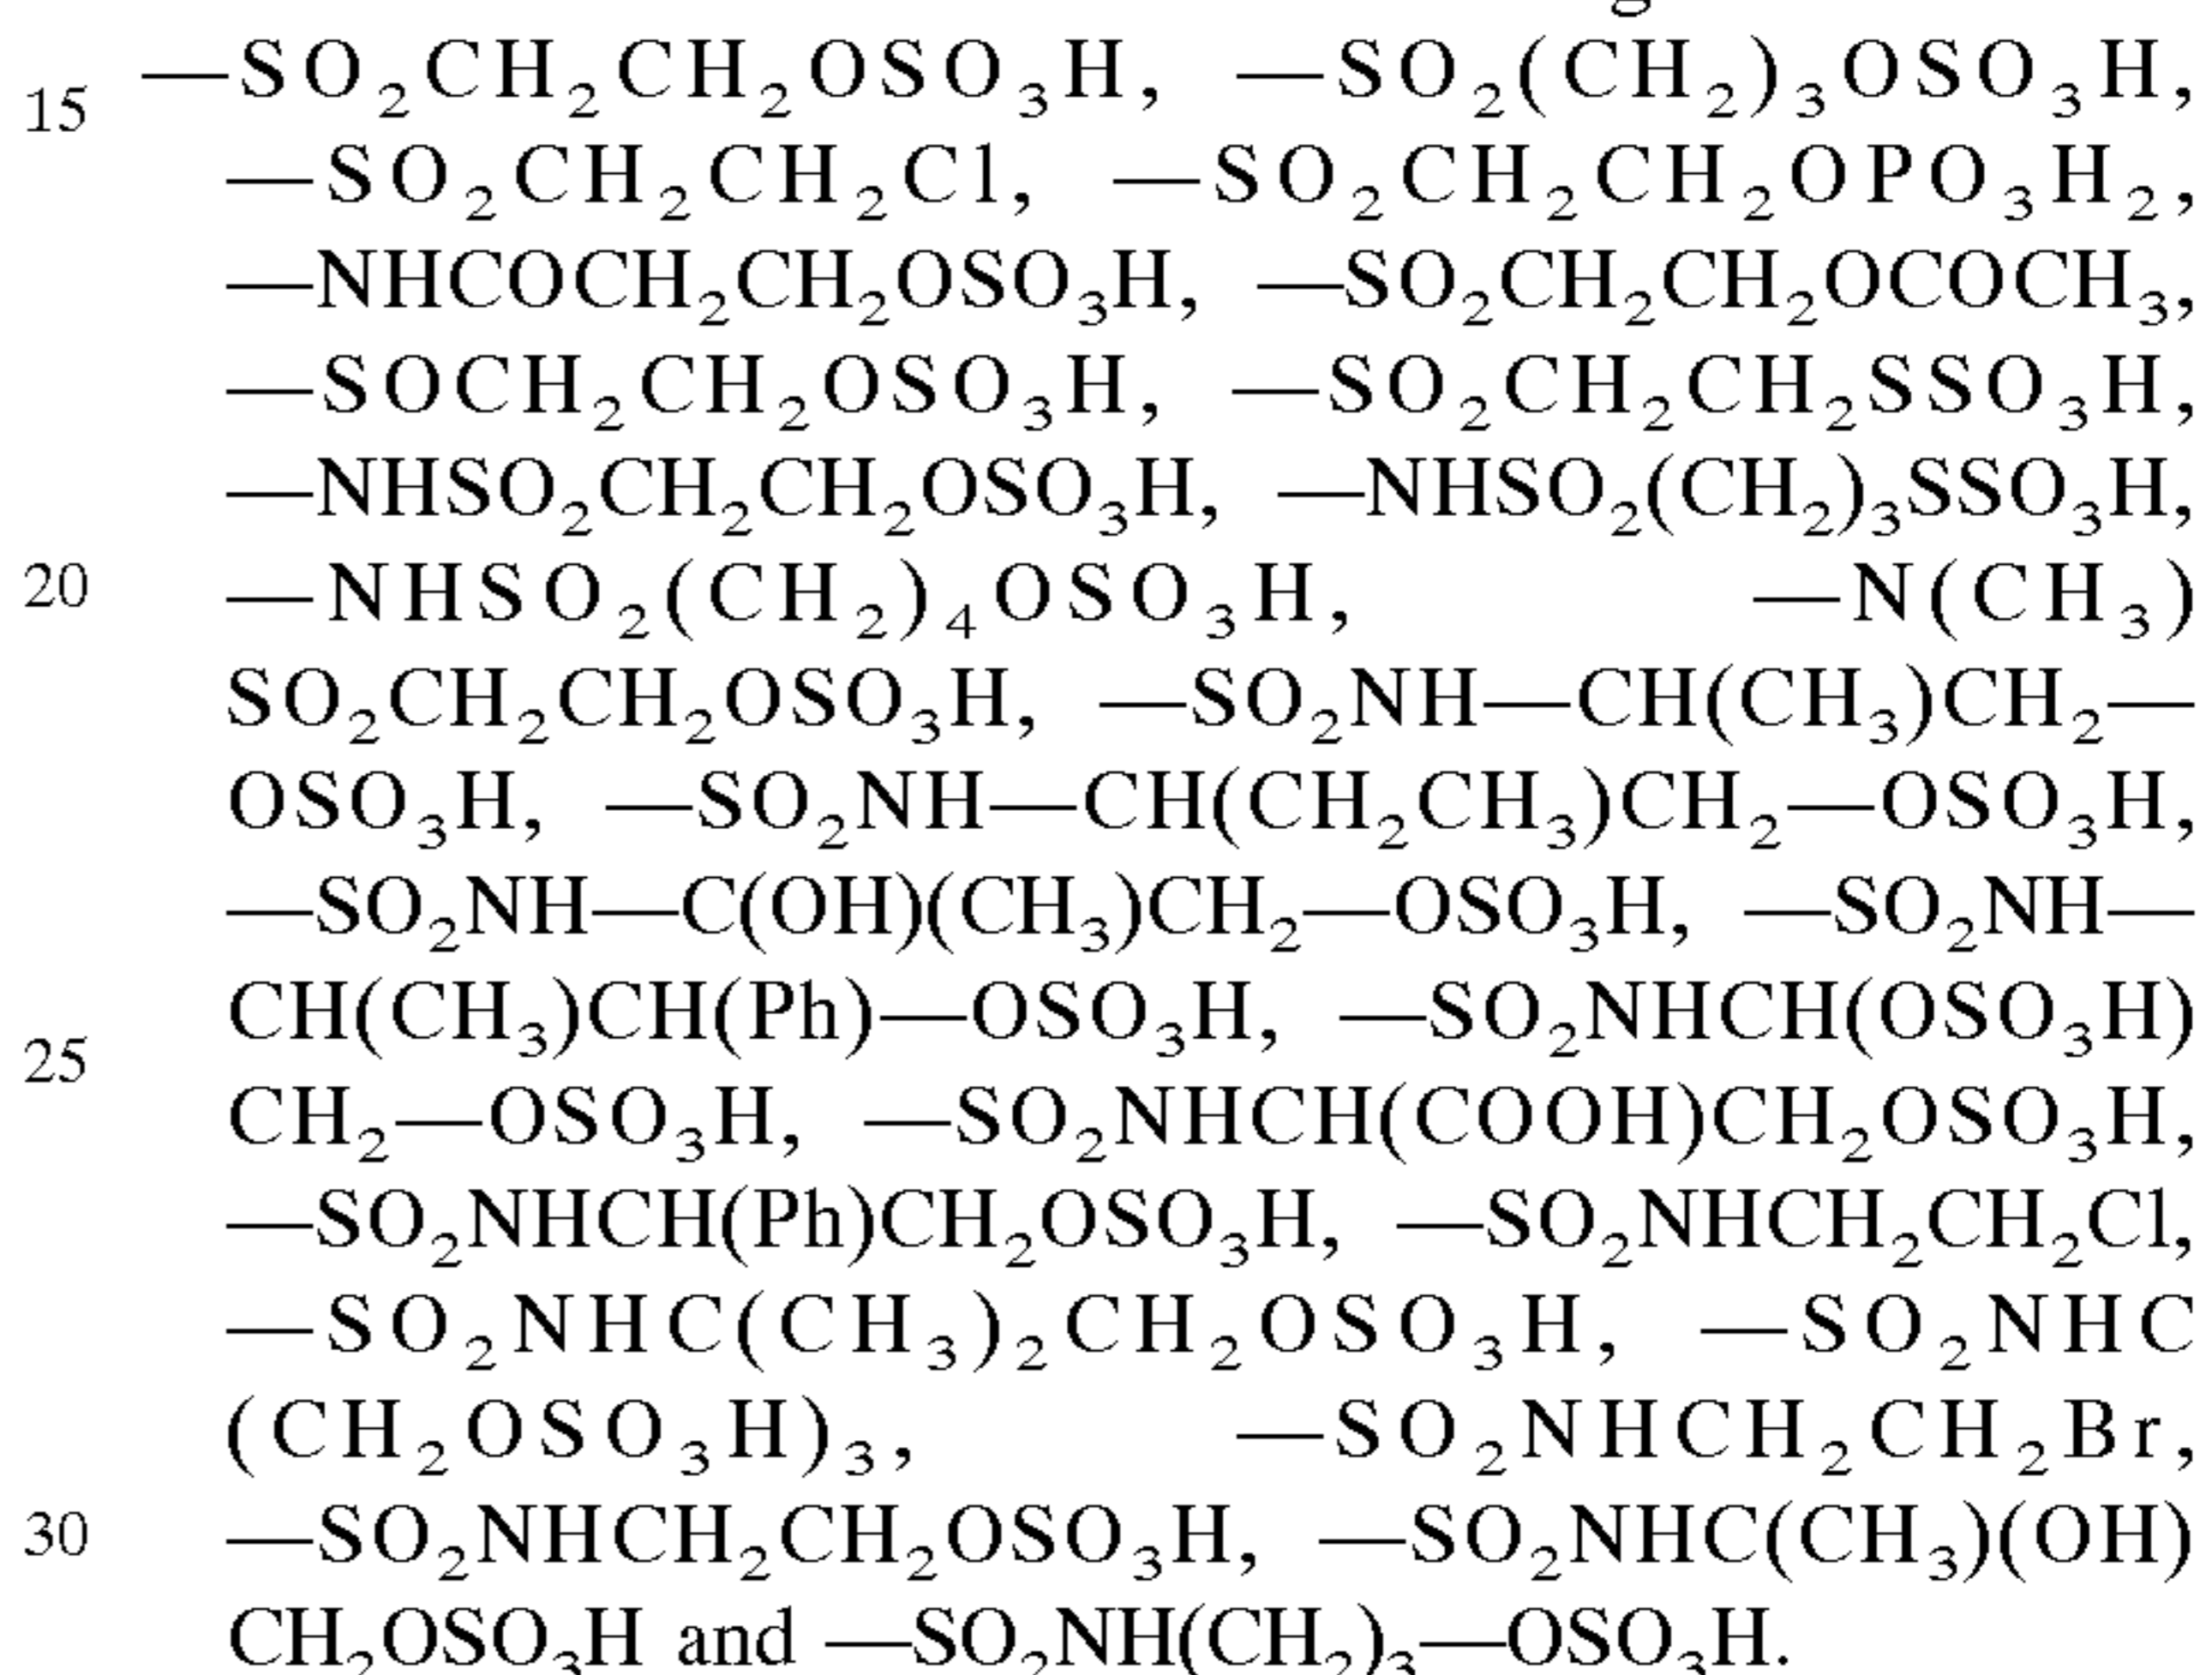 15 —SO₂CH₂CH₂OSO₃H, —SO₂(CH₂)₃OSO₃H,
—SO₂CH₂CH₂Cl, —SO₂CH₂CH₂OPO₃H₂,
—NHCOCH₂CH₂OSO₃H, —SO₂CH₂CH₂OCOCH₃,
—SOCH₂CH₂OSO₃H, —SO₂CH₂CH₂SSO₃H,
—NHSO₂CH₂CH₂OSO₃H, —NHSO₂(CH₂)₃SSO₃H,
20 —NHSO₂(CH₂)₄OSO₃H, —N(CH₃)
SO₂CH₂CH₂OSO₃H, —SO₂NH—CH(CH₃)CH₂—
OSO₃H, —SO₂NH—CH(CH₂CH₃)CH₂—OSO₃H,
—SO₂NH—C(OH)(CH₃)CH₂—OSO₃H, —SO₂NH—
CH(CH₃)CH(Ph)—OSO₃H, —SO₂NHCH(OSO₃H)
25 CH₂—OSO₃H, —SO₂NHCH(COOH)CH₂OSO₃H,
—SO₂NHCH(Ph)CH₂OSO₃H, —SO₂NHCH₂CH₂Cl,
—SO₂NHC(CH₃)₂CH₂OSO₃H, —SO₂NHC
(CH₂OSO₃H)₃, —SO₂NHCH₂CH₂Br,
30 —SO₂NHCH₂CH₂OSO₃H, —SO₂NHC(CH₃)(OH)
CH₂OSO₃H and —SO₂NH(CH₂)₃—OSO₃H.